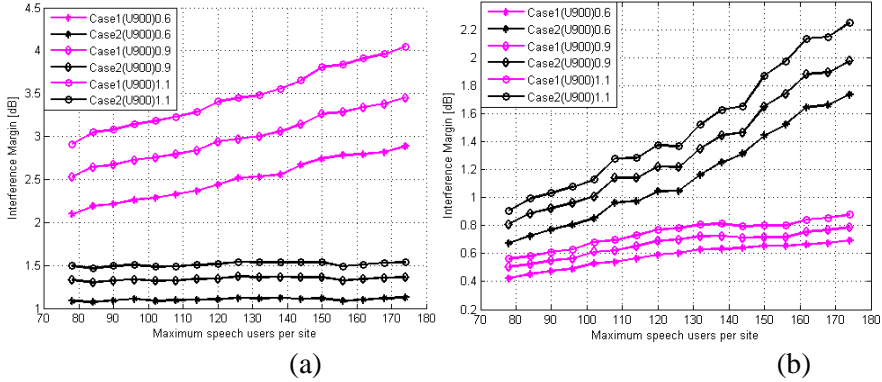 4.5
4
3.5
3
2.5
2
1.5
1
Interference Margin [dB]
Case1(U900)0.6
Case2(U900)0.6
Case1(U900)0.9
Case2(U900)0.9
Case1(U900)1.1
Case2(U900)1.1
70 80 90 100 110 120 130 140 150 160 170 180
Maximum speech users per site
(a)
2.2
2
1.8
1.6
1.4
1.2
1
0.8
0.6
0.4
0.2
Interference Margin [dB]
Case1(U900)0.6
Case2(U900)0.6
Case1(U900)0.9
Case2(U900)0.9
Case1(U900)1.1
Case2(U900)1.1
70 80 90 100 110 120 130 140 150 160 170 180
Maximum speech users per site
(b)